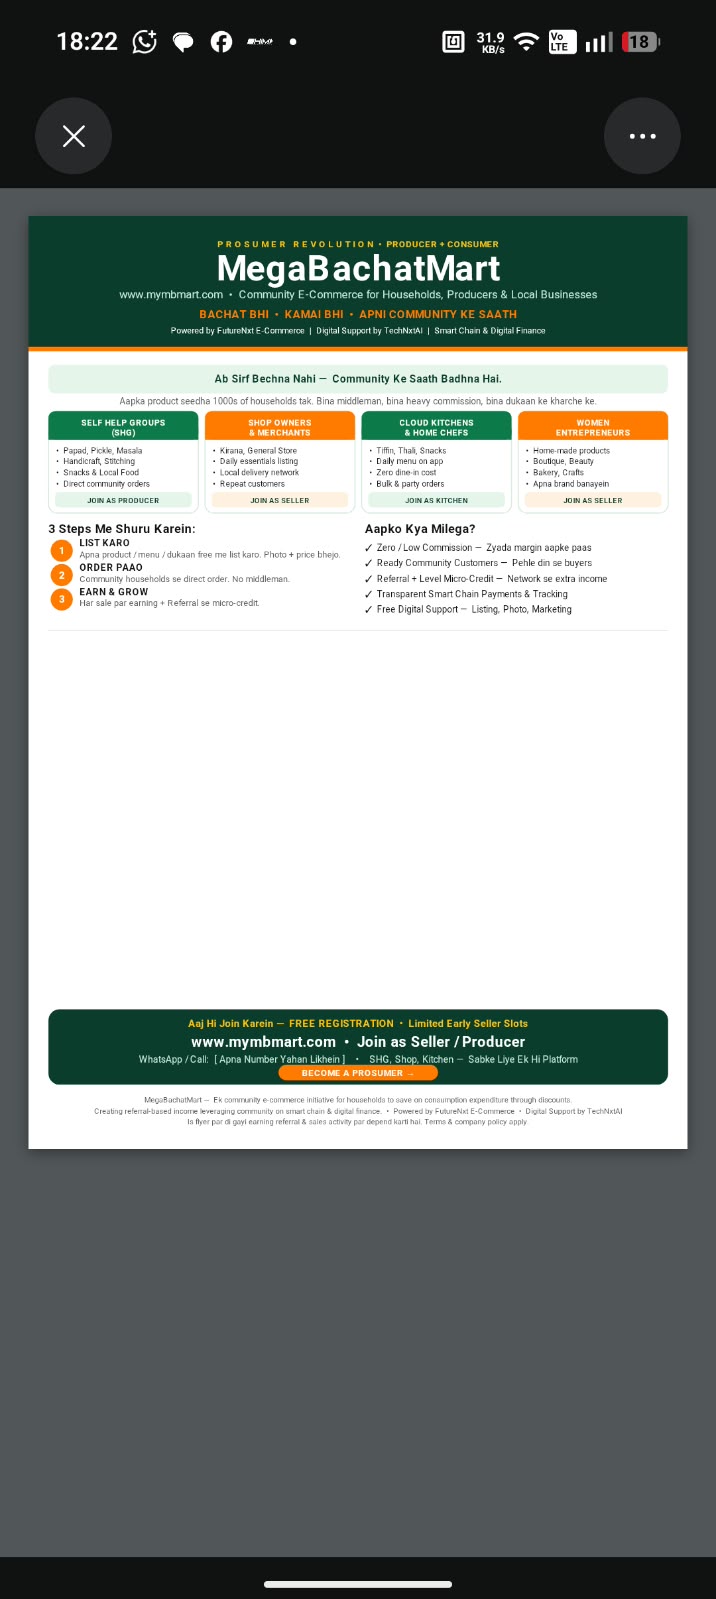 18:22
31.9
KB/s
Vo
LTE
18
PROSUMER REVOLUTION • PRODUCER + CONSUMER
MegaBachatMart
www.mymbmart.com • Community E-Commerce for Households, Producers & Local Businesses
BACHAT BHI • KAMAI BHI • APNI COMMUNITY KE SAATH
Powered by FutureNxt E-Commerce | Digital Support by TechNxtAI | Smart Chain & Digital Finance
Ab Sirf Bechna Nahi — Community Ke Saath Badhna Hai.
Aapka product seedha 1000s of households tak. Bina middleman, bina heavy commission, bina dukaan ke kharche ke.
SELF HELP GROUPS
(SHG)
• Papad, Pickle, Masala
• Handicraft, Stitching
• Snacks & Local Food
• Direct community orders
JOIN AS PRODUCER
SHOP OWNERS
& MERCHANTS
• Kirana, General Store
• Daily essentials listing
• Local delivery network
• Repeat customers
JOIN AS SELLER
CLOUD KITCHENS
& HOME CHEFS
• Tiffin, Thali, Snacks
• Daily menu on app
• Zero dine-in cost
• Bulk & party orders
JOIN AS KITCHEN
WOMEN
ENTREPRENEURS
• Home-made products
• Boutique, Beauty
• Bakery, Crafts
• Apna brand banayein
JOIN AS SELLER
3 Steps Me Shuru Karein:
1 LIST KARO
Apna product / menu / dukaan free me list karo. Photo + price bhejo.
2 ORDER PAAO
Community households se direct order. No middleman.
3 EARN & GROW
Har sale par earning + Referral se micro-credit.
Aapko Kya Milega?
✓ Zero / Low Commission — Zyada margin aapke paas
✓ Ready Community Customers — Pehle din se buyers
✓ Referral + Level Micro-Credit — Network se extra income
✓ Transparent Smart Chain Payments & Tracking
✓ Free Digital Support — Listing, Photo, Marketing
Aaj Hi Join Karein — FREE REGISTRATION • Limited Early Seller Slots
www.mymbmart.com • Join as Seller / Producer
WhatsApp / Call: [ Apna Number Yahan Likhein ] • SHG, Shop, Kitchen — Sabke Liye Ek Hi Platform
BECOME A PROSUMER →
MegaBachatMart — Ek community e-commerce initiative for households to save on consumption expenditure through discounts.
Creating referral-based income leveraging community on smart chain & digital finance. • Powered by FutureNxt E-Commerce • Digital Support by TechNxtAI
Is flyer par di gayi earning referral & sales activity par depend karti hai. Terms & company policy apply.